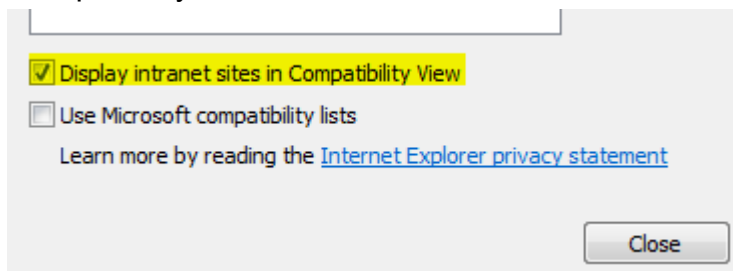 Display intranet sites in Compatibility View
Use Microsoft compatibility lists
Learn more by reading the Internet Explorer privacy statement
Close